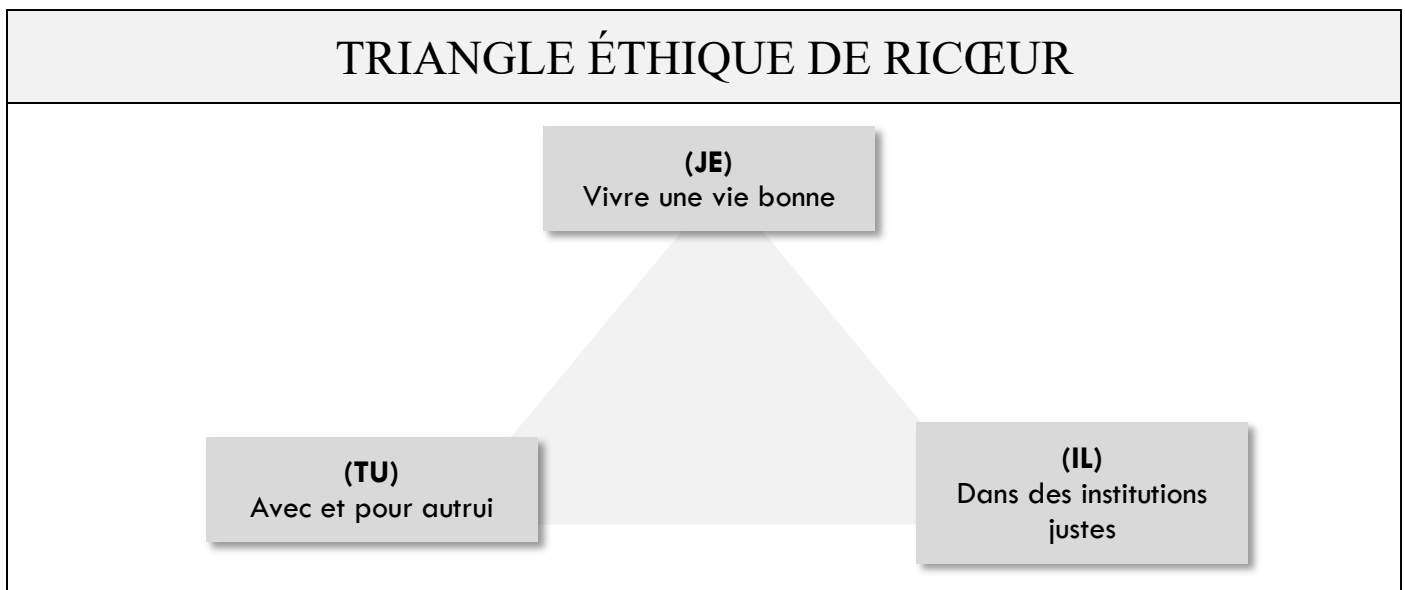 TRIANGLE ÉTHIQUE DE RICŒUR
(JE)
Vivre une vie bonne
(TU)
Avec et pour autrui
(IL)
Dans des institutions
justes